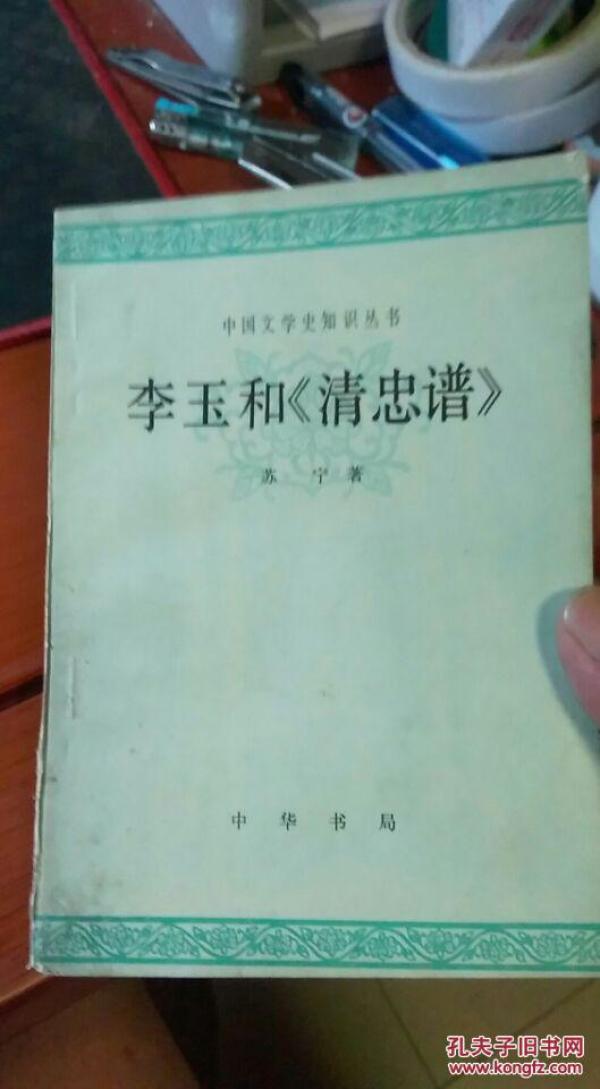 中国文学史知识丛书
李玉和《清忠谱》
苏宁著
中华书局
孔夫子旧书网
www.kongfz.com